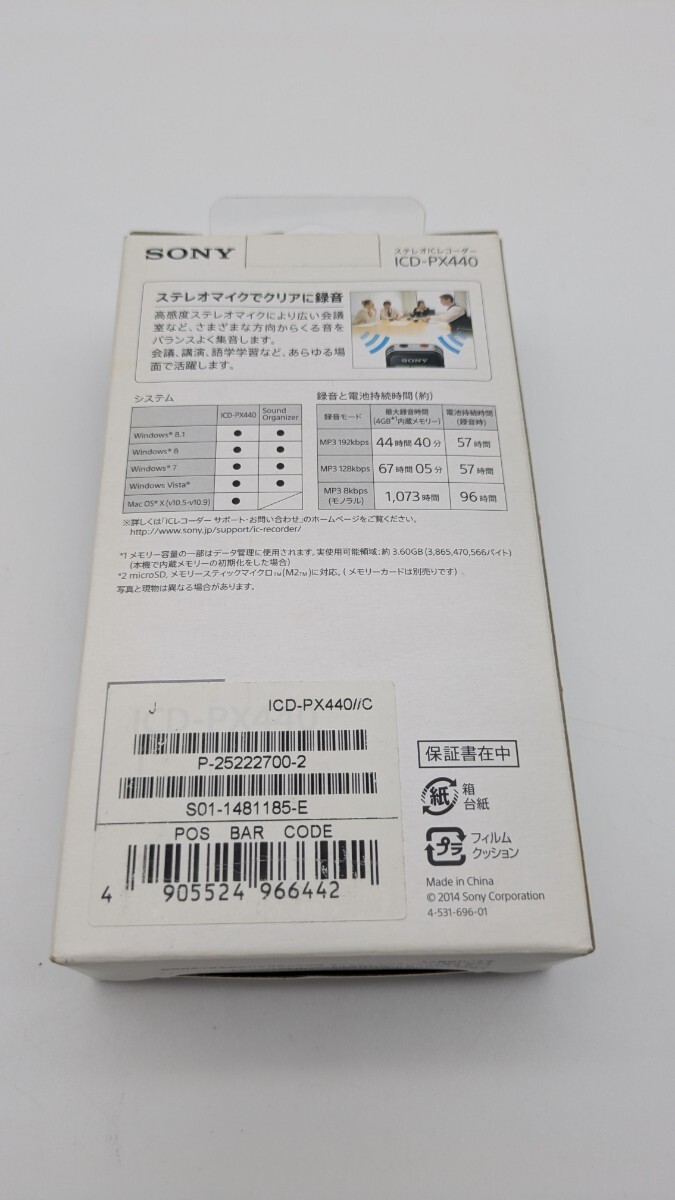 SONY
ステレオICレコーダー
ICD-PX440
ステレオマイクでクリアに録音
高感度ステレオマイクにより広い会議
室など、さまざまな方向からくる音を
バランスよく集音します。
会議、講演、語学学習など、あらゆる場
面で活躍します。
SONY
システム
ICD-PX440 Sound Organizer
Windows® 8.1 ● ●
Windows® 8 ● ●
Windows® 7 ● ●
Windows Vista® ● ●
Mac OS® X (v10.5-v10.9) ●
録音と電池持続時間(約)
録音モード 最大録音時間 (4GB*1内蔵メモリー) 電池持続時間 (録音時)
MP3 192kbps 44時間40分 57時間
MP3 128kbps 67時間05分 57時間
MP3 8kbps (モノラル) 1,073時間 96時間
※詳しくは「ICレコーダー サポート・お問い合わせ」のホームページをご覧ください。
http://www.sony.jp/support/ic-recorder/
*1 メモリー容量の一部はデータ管理に使用されます。実使用可能領域:約 3.60GB (3,865,470,566バイト)
(本機で内蔵メモリーの初期化をした場合)
*2 microSD、メモリースティックマイクロ™(M2™)に対応。(メモリーカードは別売りです)
写真と現物は異なる場合があります。
J ICD-PX440//C
P-25222700-2
S01-1481185-E
POS BAR CODE
4 905524 966442
保証書在中
紙 箱
台紙
プラ フィルム
クッション
Made in China
© 2014 Sony Corporation
4-531-696-01